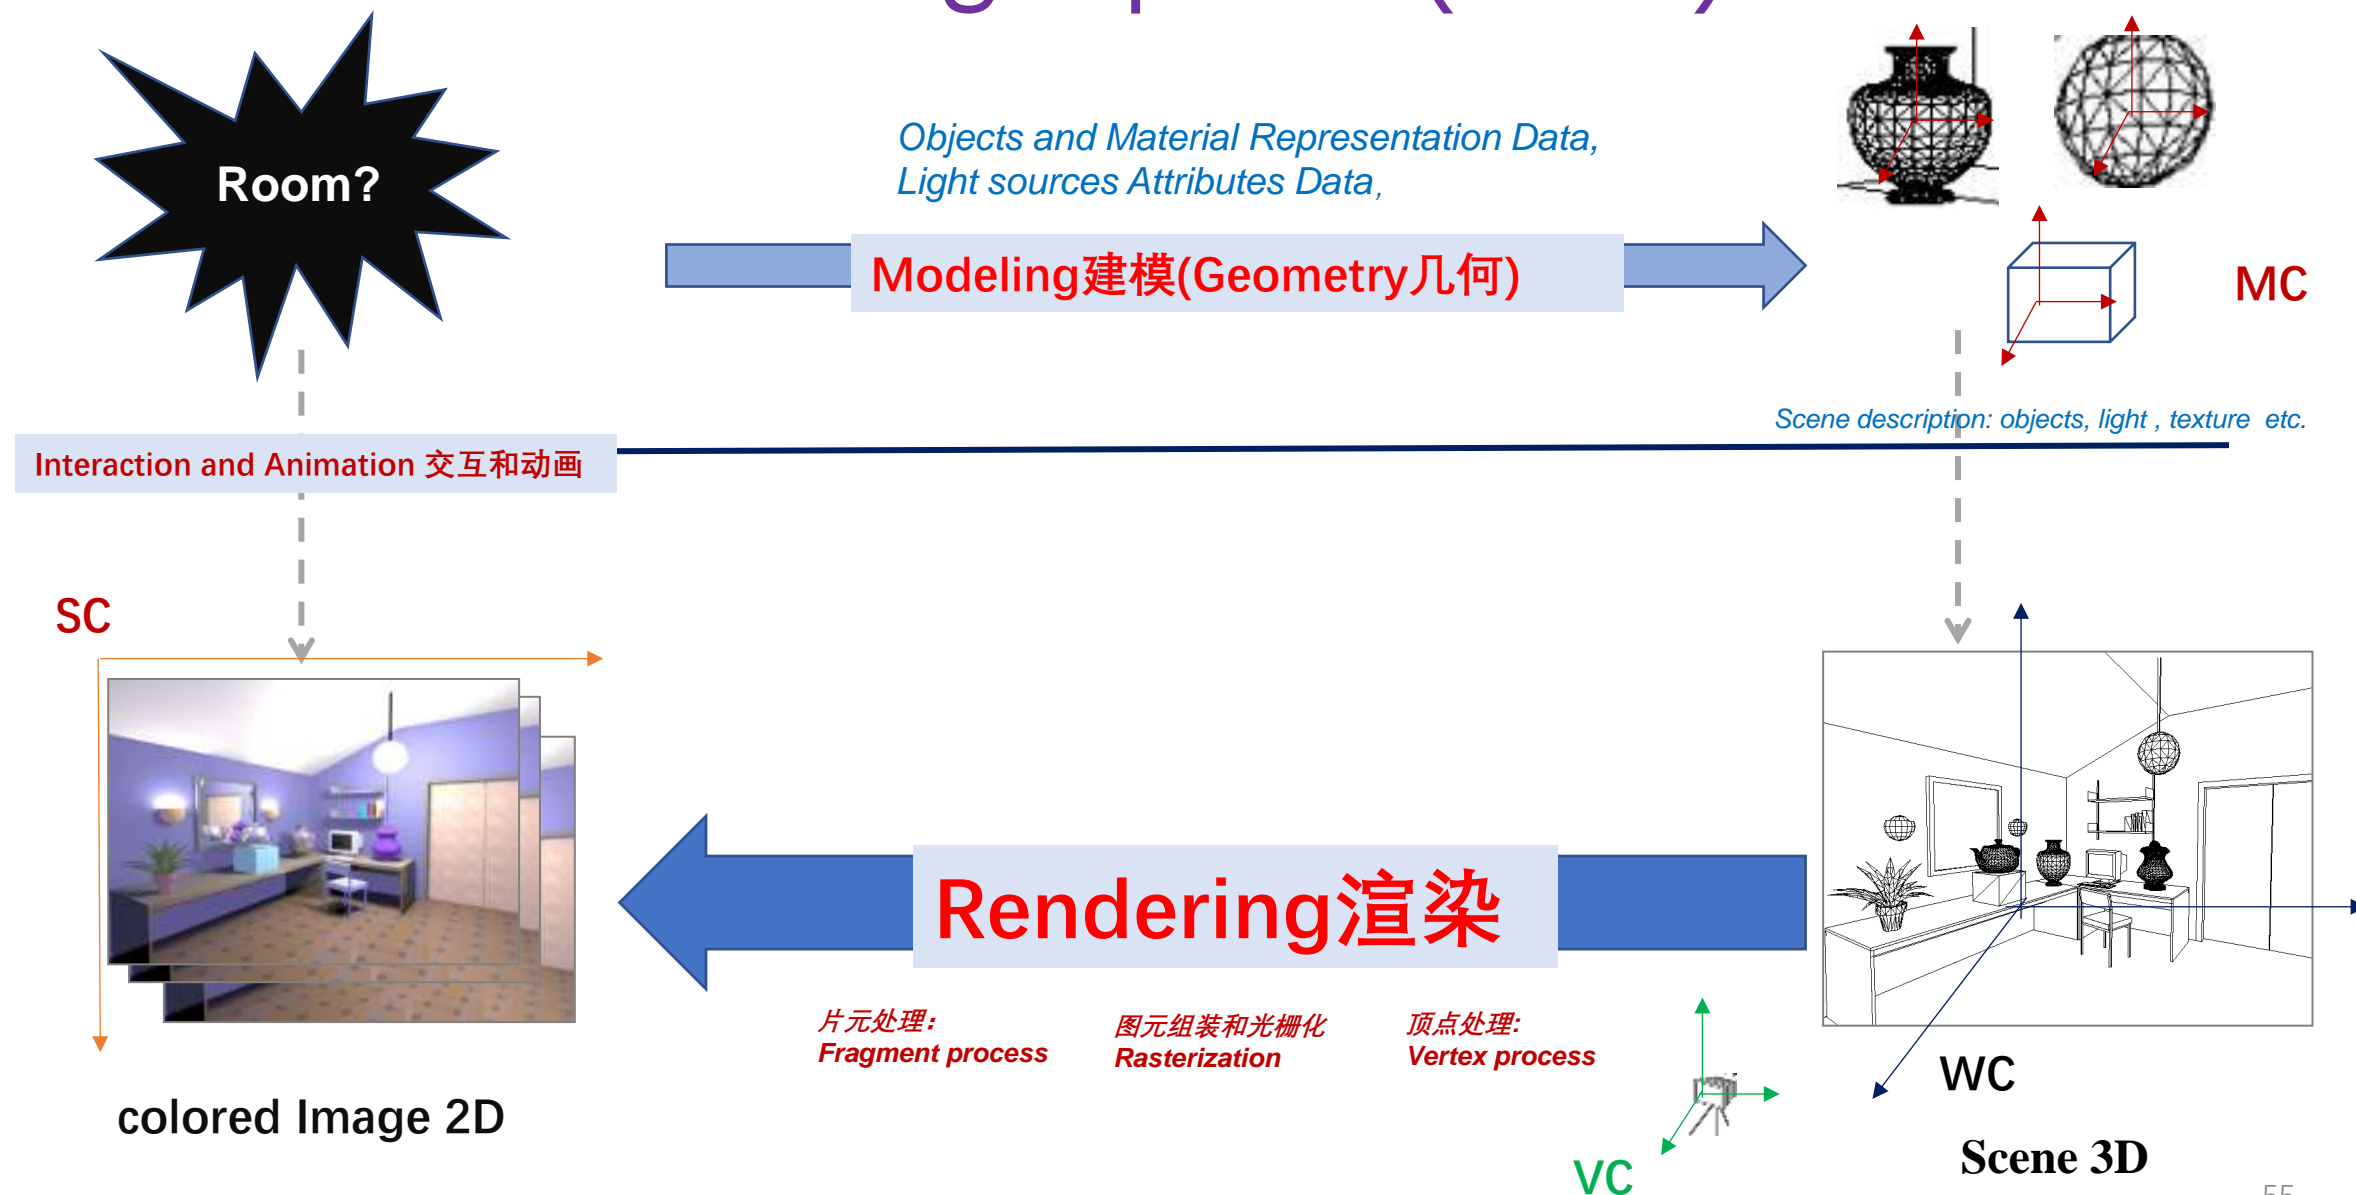 Room?
Objects and Material Representation Data,
Light sources Attributes Data,
Modeling建模(Geometry几何)
MC
Scene description: objects, light , texture etc.
Interaction and Animation 交互和动画
SC
Rendering渲染
片元处理:
Fragment process
图元组装和光栅化
Rasterization
顶点处理:
Vertex process
WC
colored Image 2D
Scene 3D
VC